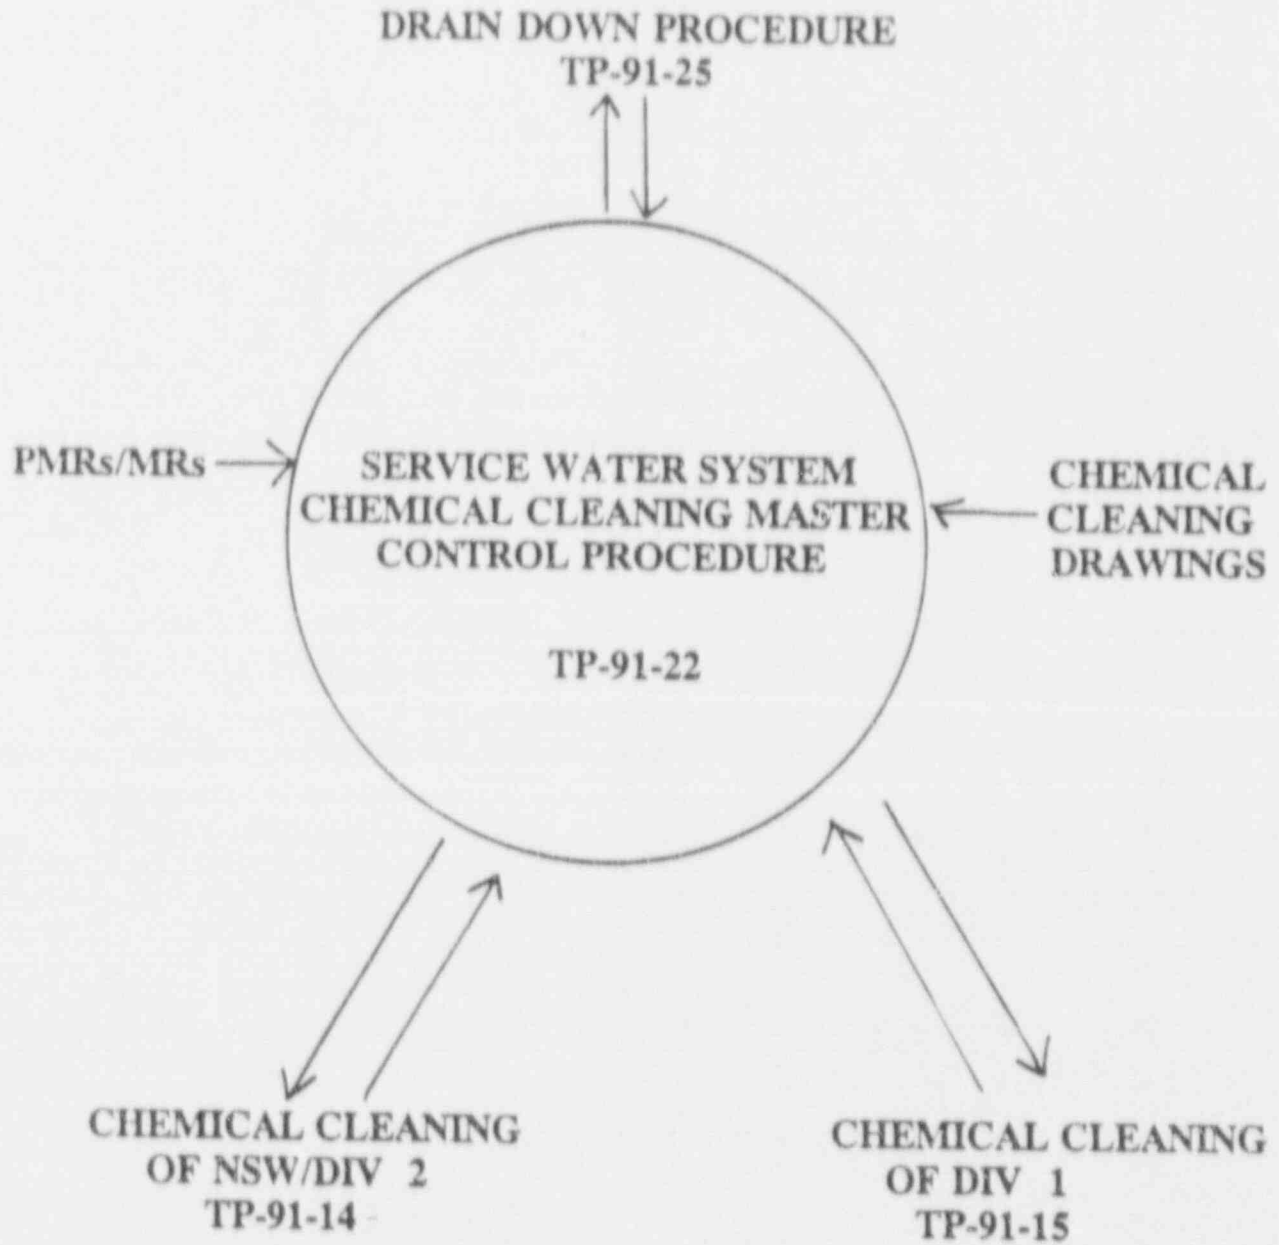 DRAIN DOWN PROCEDURE
TP-91-25
PMRs/MRs
SERVICE WATER SYSTEM
CHEMICAL CLEANING MASTER
CONTROL PROCEDURE
TP-91-22
CHEMICAL
CLEANING
DRAWINGS
CHEMICAL CLEANING
OF NSW/DIV 2
TP-91-14
CHEMICAL CLEANING
OF DIV 1
TP-91-15